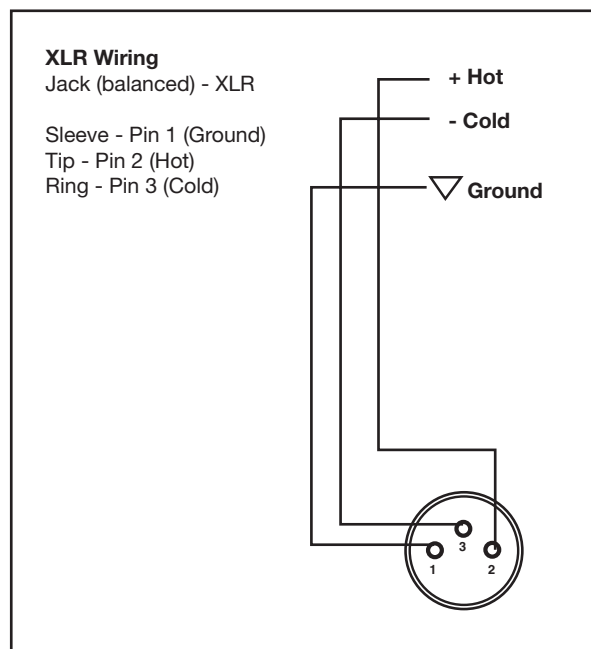 XLR Wiring
Jack (balanced) - XLR
Sleeve - Pin 1 (Ground)
Tip - Pin 2 (Hot)
Ring - Pin 3 (Cold)
+ Hot
- Cold
Ground
3
1
2